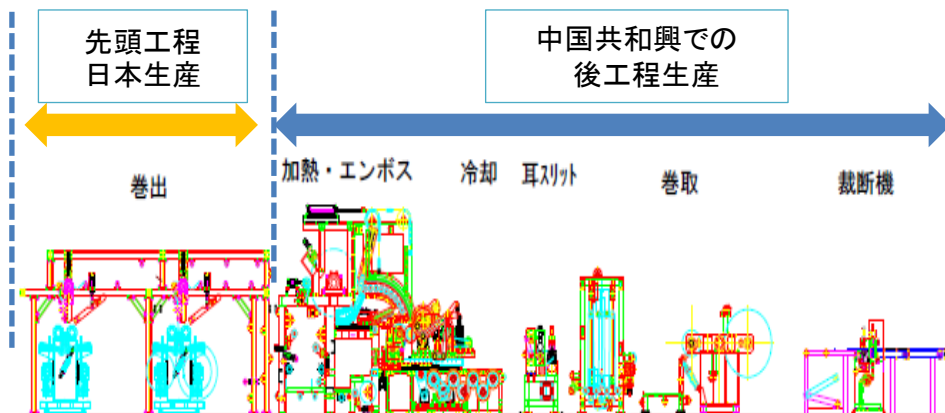 先頭工程
日本生産
中国共和興での
後工程生産
巻出
加熱・エンボス
冷却
耳スリット
巻取
裁断機